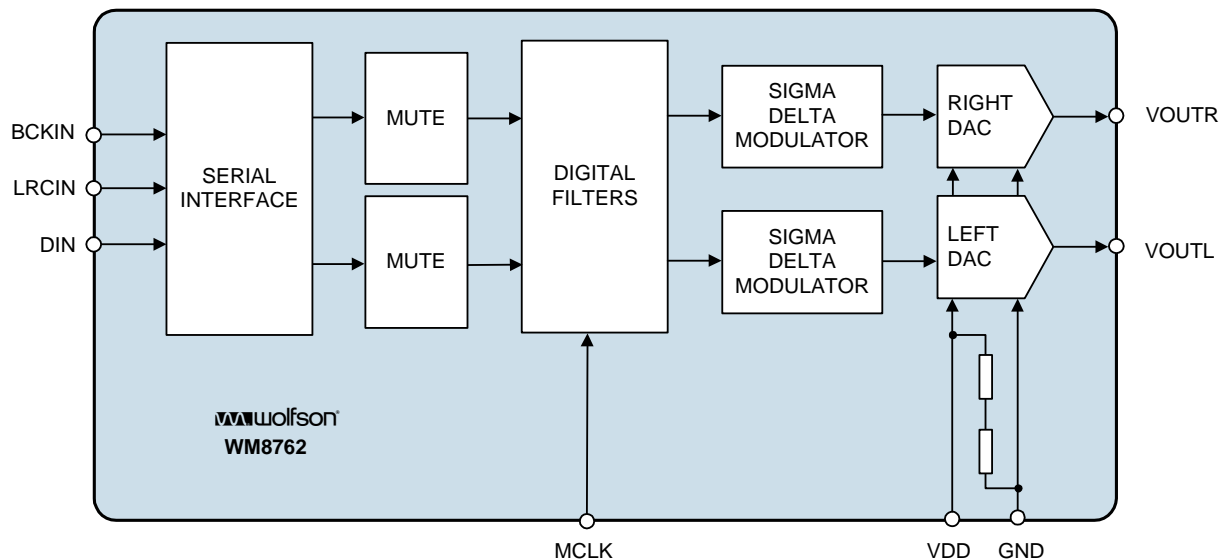 BCKIN
LRCIN
DIN
SERIAL
INTERFACE
MUTE
MUTE
DIGITAL
FILTERS
SIGMA
DELTA
MODULATOR
SIGMA
DELTA
MODULATOR
RIGHT
DAC
LEFT
DAC
VOUTR
VOUTL
wolfson®
WM8762
MCLK
VDD
GND